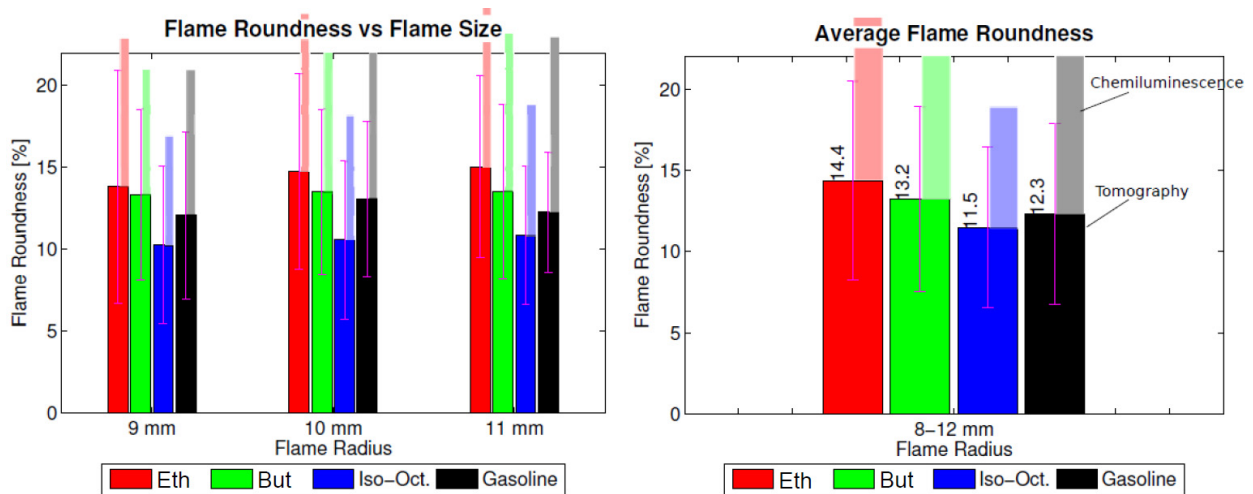 Flame Roundness vs Flame Size
Flame Roundness [%]
20
15
10
5
0
9 mm
10 mm
11 mm
Flame Radius
Eth
But
Iso-Oct.
Gasoline
Average Flame Roundness
Flame Roundness [%]
20
15
10
5
0
14.4
13.2
11.5
12.3
Chemiluminescence
Tomography
8-12 mm
Flame Radius
Eth
But
Iso-Oct.
Gasoline